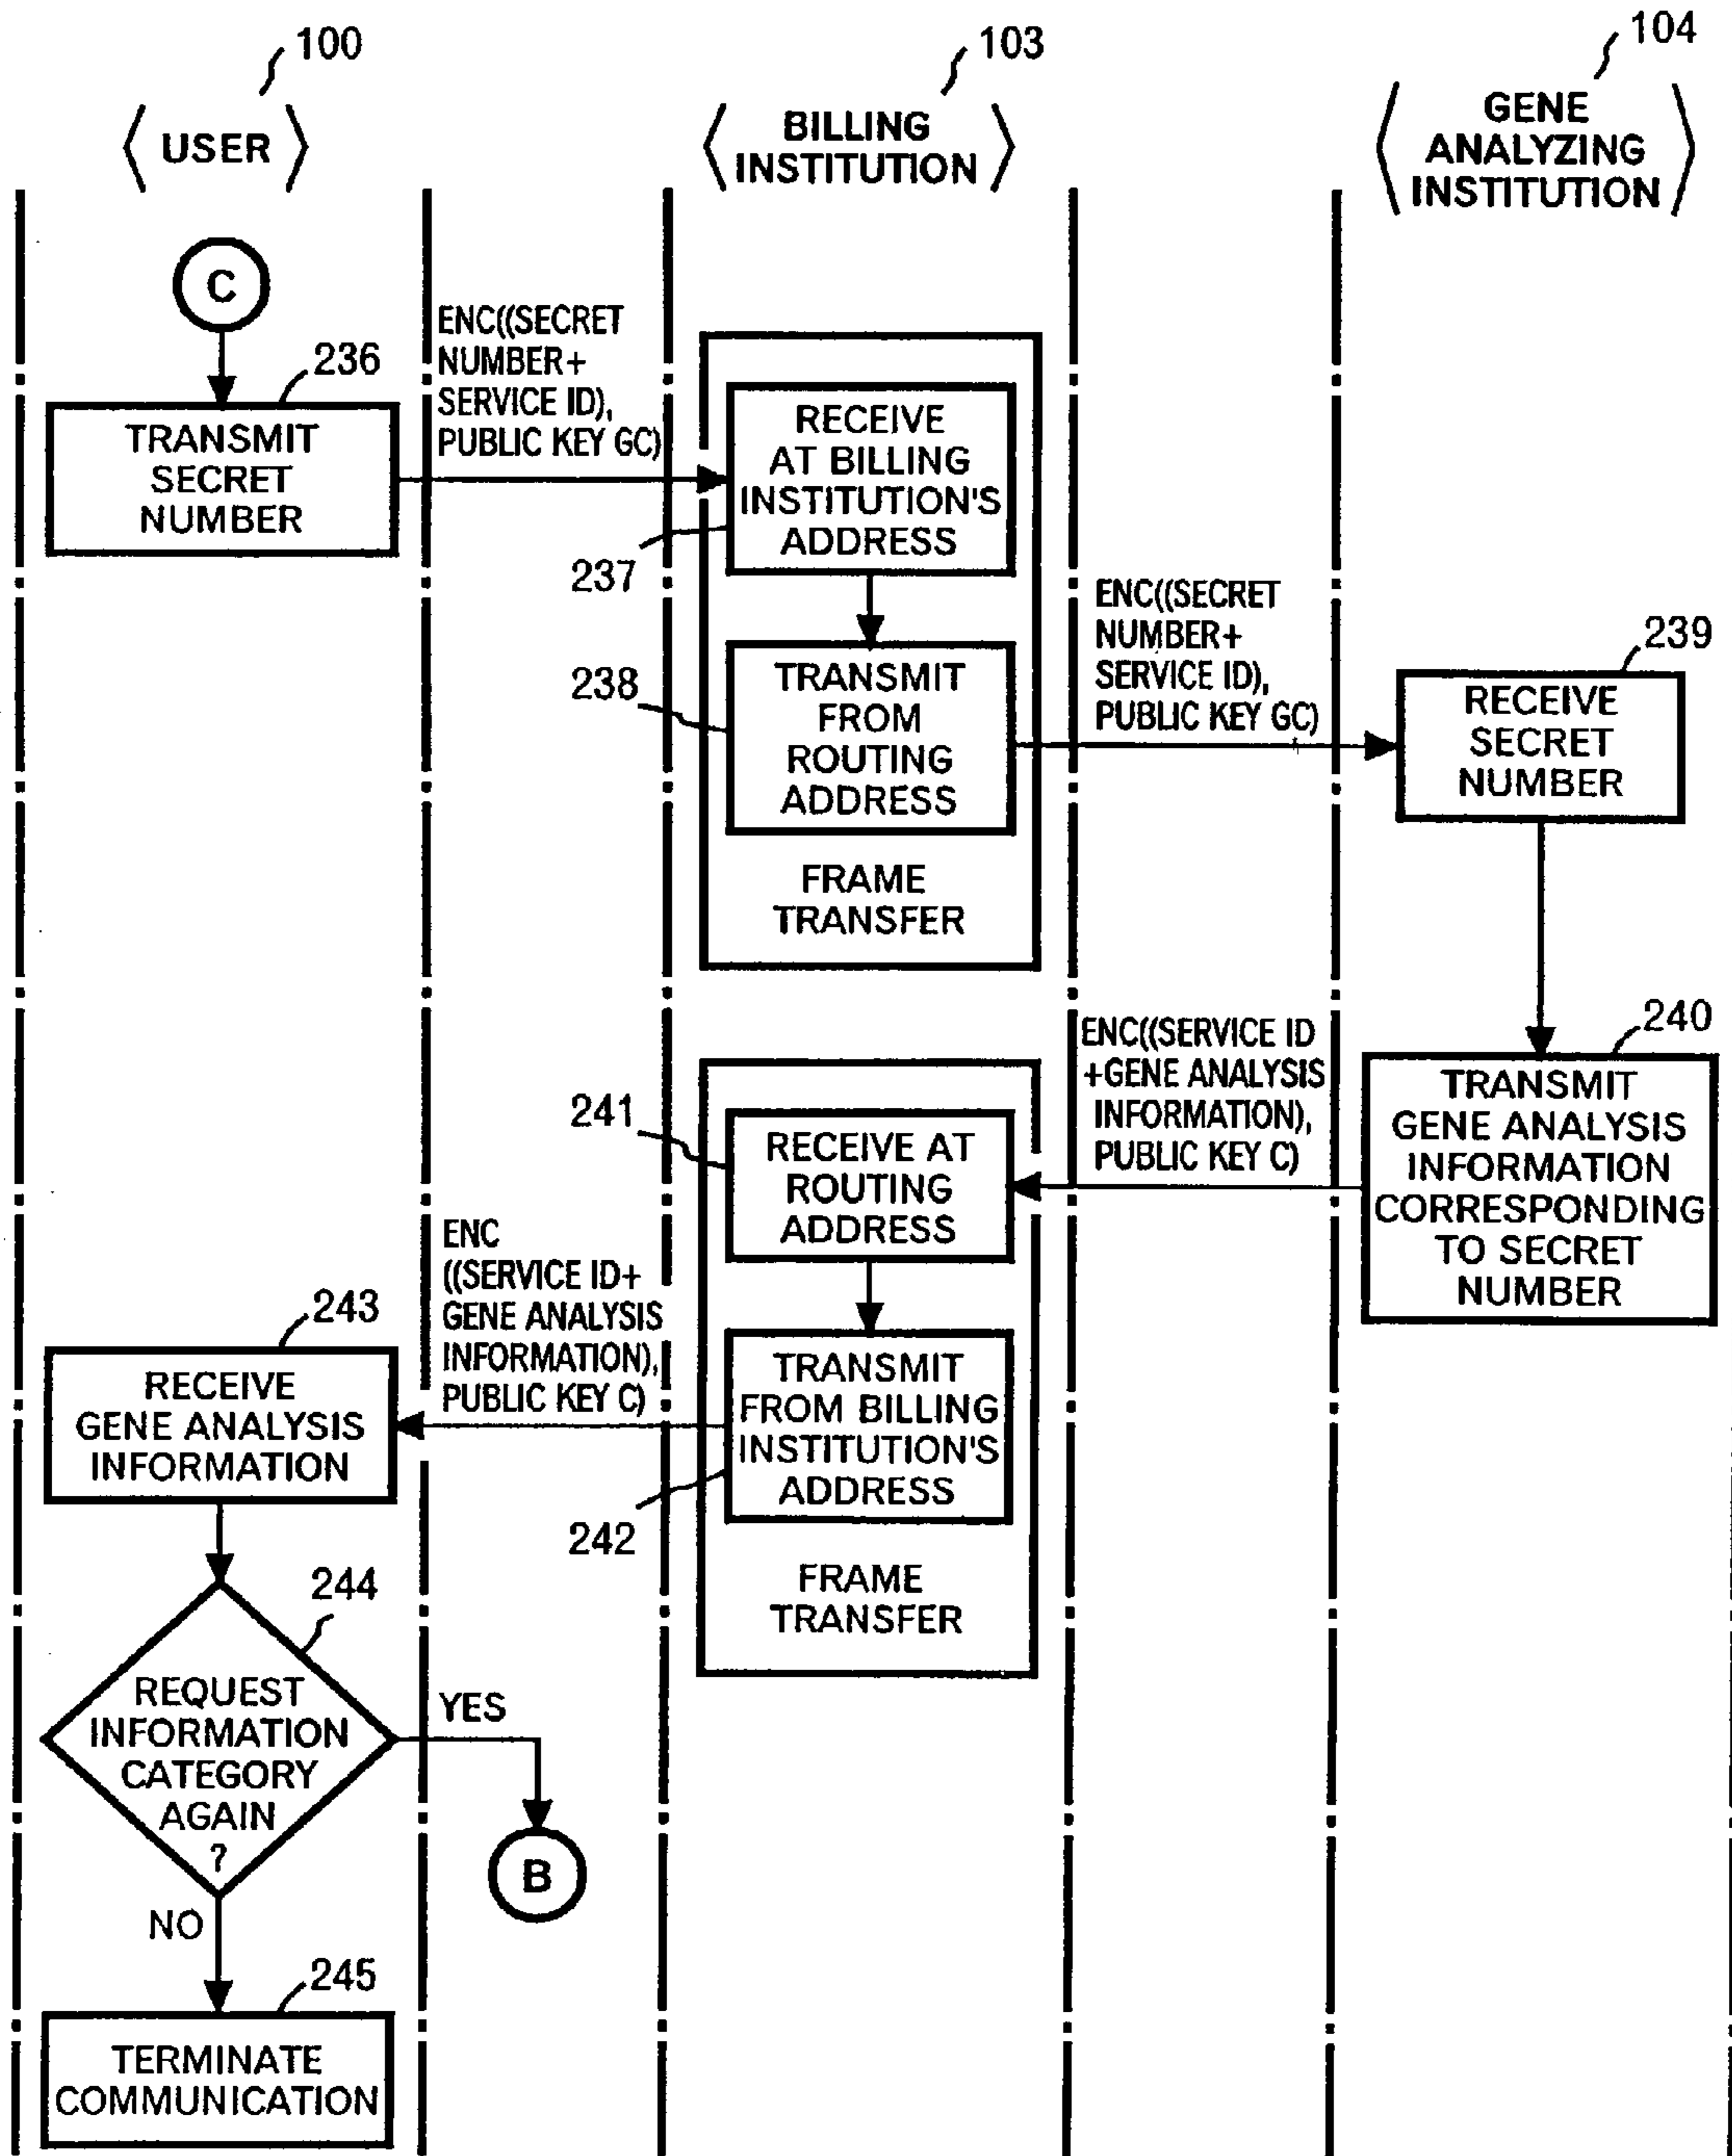 100
103
104
USER
BILLING
INSTITUTION
GENE
ANALYZING
INSTITUTION
C
236
TRANSMIT
SECRET
NUMBER
ENC((SECRET
NUMBER+
SERVICE ID),
PUBLIC KEY GC)
RECEIVE
AT BILLING
INSTITUTION'S
ADDRESS
237
238
TRANSMIT
FROM
ROUTING
ADDRESS
FRAME
TRANSFER
ENC((SECRET
NUMBER+
SERVICE ID),
PUBLIC KEY GC)
239
RECEIVE
SECRET
NUMBER
240
TRANSMIT
GENE ANALYSIS
INFORMATION
CORRESPONDING
TO SECRET
NUMBER
ENC((SERVICE ID
+GENE ANALYSIS
INFORMATION),
PUBLIC KEY C)
241
RECEIVE AT
ROUTING
ADDRESS
TRANSMIT
FROM BILLING
INSTITUTION'S
ADDRESS
242
FRAME
TRANSFER
ENC
((SERVICE ID+
GENE ANALYSIS
INFORMATION),
PUBLIC KEY C)
243
RECEIVE
GENE ANALYSIS
INFORMATION
244
REQUEST
INFORMATION
CATEGORY
AGAIN
?
YES
B
NO
245
TERMINATE
COMMUNICATION